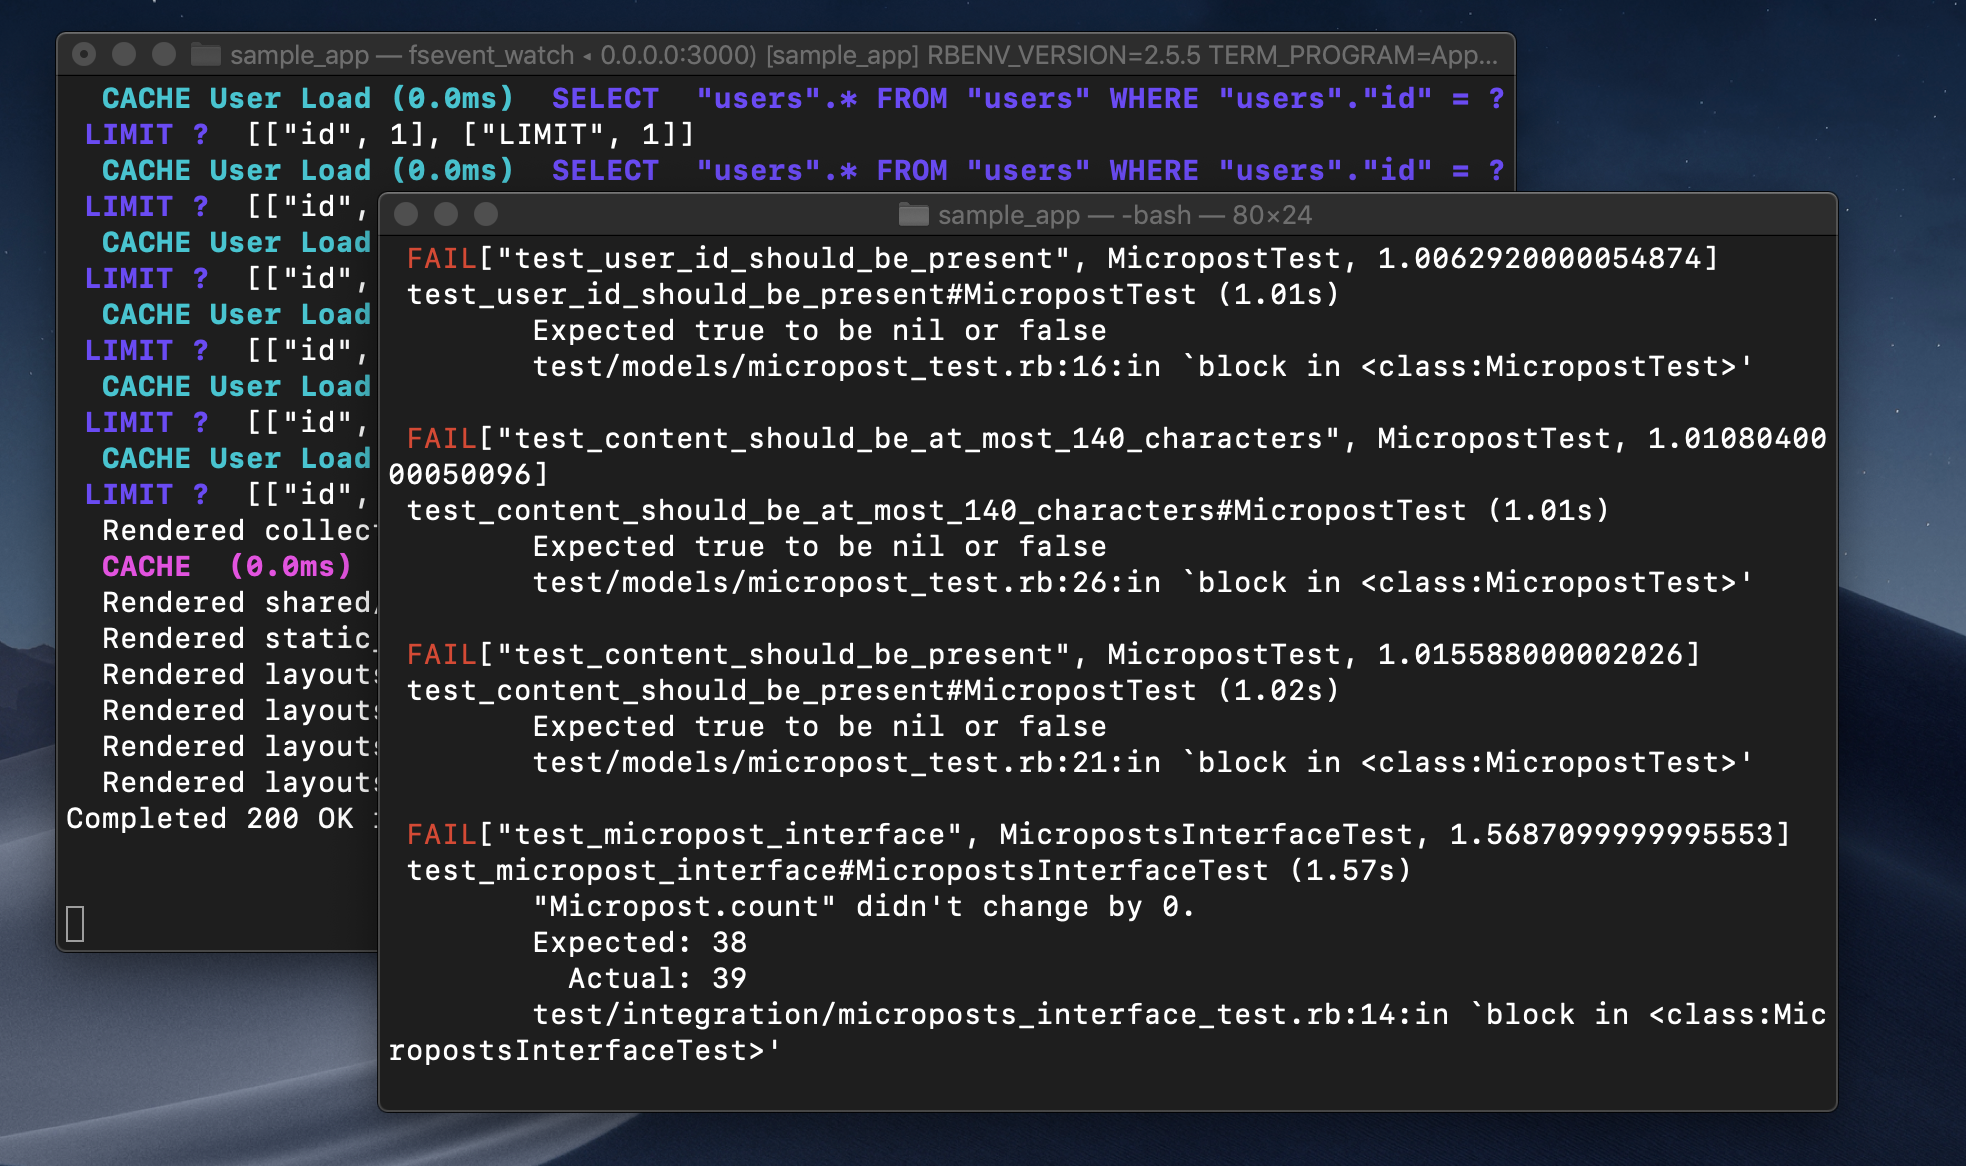 sample_app — fsevent_watch ◂ 0.0.0.0:3000) [sample_app] RBENV_VERSION=2.5.5 TERM_PROGRAM=App...
CACHE User Load (0.0ms)  SELECT  "users".* FROM "users" WHERE "users"."id" = ?
LIMIT ?  [["id", 1], ["LIMIT", 1]]
CACHE User Load (0.0ms)  SELECT  "users".* FROM "users" WHERE "users"."id" = ?
LIMIT ?  [["id",
CACHE User Load
LIMIT ?  [["id",
CACHE User Load
LIMIT ?  [["id",
CACHE User Load
LIMIT ?  [["id",
CACHE User Load
LIMIT ?  [["id",
Rendered collec
CACHE  (0.0ms)
Rendered shared/
Rendered static_
Rendered layouts
Rendered layouts
Rendered layouts
Rendered layouts
Completed 200 OK
sample_app — -bash — 80×24
FAIL["test_user_id_should_be_present", MicropostTest, 1.0062920000054874]
test_user_id_should_be_present#MicropostTest (1.01s)
Expected true to be nil or false
test/models/micropost_test.rb:16:in `block in <class:MicropostTest>'
FAIL["test_content_should_be_at_most_140_characters", MicropostTest, 1.01080400
00050096]
test_content_should_be_at_most_140_characters#MicropostTest (1.01s)
Expected true to be nil or false
test/models/micropost_test.rb:26:in `block in <class:MicropostTest>'
FAIL["test_content_should_be_present", MicropostTest, 1.015588000002026]
test_content_should_be_present#MicropostTest (1.02s)
Expected true to be nil or false
test/models/micropost_test.rb:21:in `block in <class:MicropostTest>'
FAIL["test_micropost_interface", MicropostsInterfaceTest, 1.5687099999995553]
test_micropost_interface#MicropostsInterfaceTest (1.57s)
"Micropost.count" didn't change by 0.
Expected: 38
Actual: 39
test/integration/microposts_interface_test.rb:14:in `block in <class:Mic
ropostsInterfaceTest>'